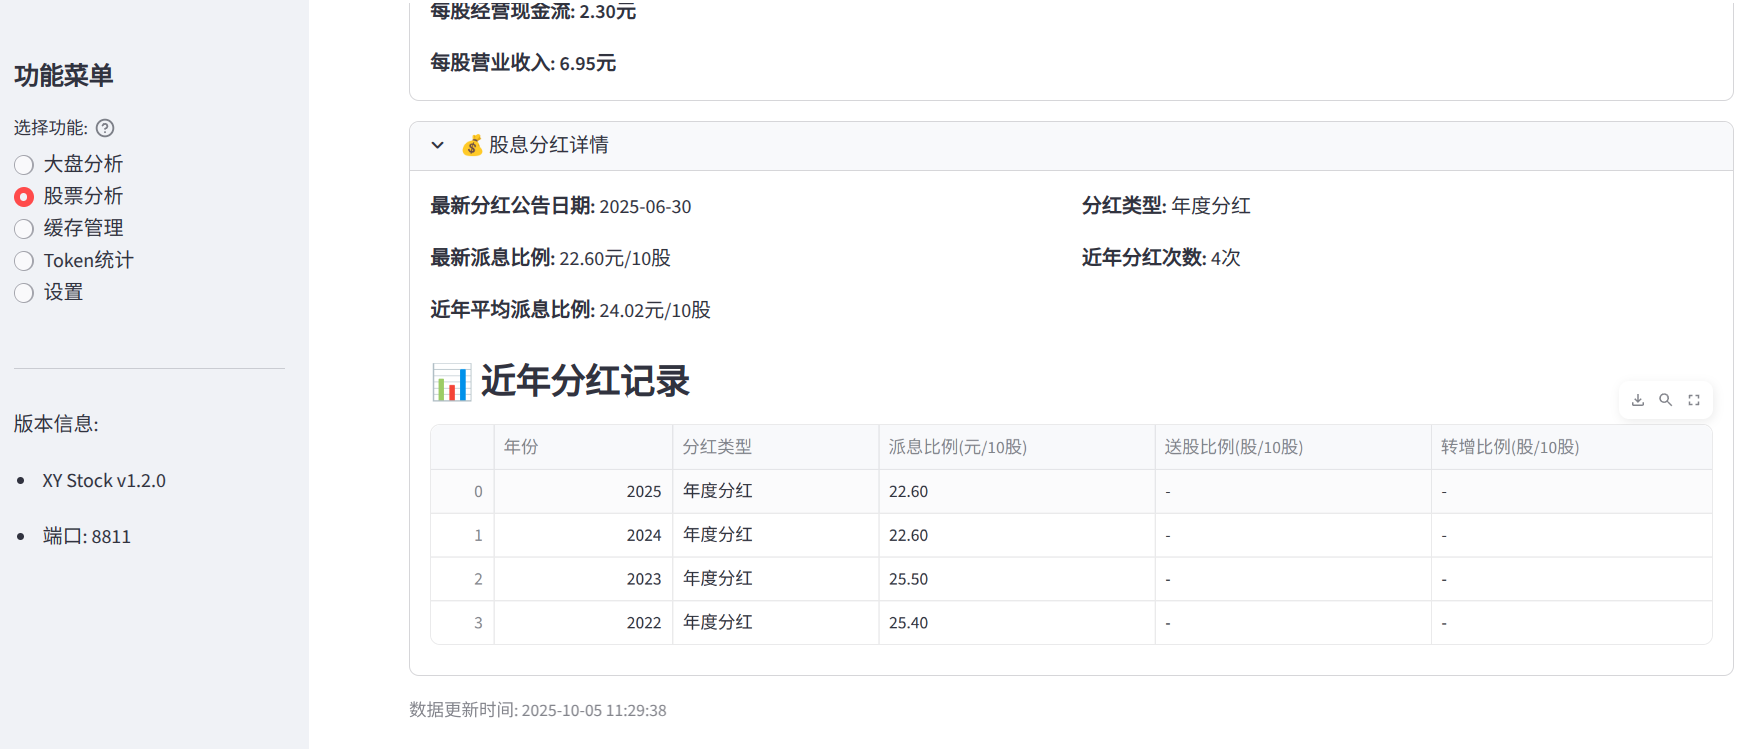 功能菜单
选择功能:
大盘分析
股票分析
缓存管理
Token统计
设置
版本信息:
XY Stock v1.2.0
端口: 8811
每股经营现金流: 2.30元
每股营业收入: 6.95元
💰 股息分红详情
最新分红公告日期: 2025-06-30
分红类型: 年度分红
最新派息比例: 22.60元/10股
近年分红次数: 4次
近年平均派息比例: 24.02元/10股
📊 近年分红记录
年份 分红类型 派息比例(元/10股) 送股比例(股/10股) 转增比例(股/10股)
0 2025 年度分红 22.60 - -
1 2024 年度分红 22.60 - -
2 2023 年度分红 25.50 - -
3 2022 年度分红 25.40 - -
数据更新时间: 2025-10-05 11:29:38